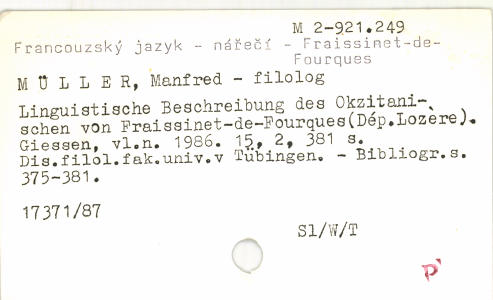 M 2-921.249
Francouzský jazyk - nářečí - Fraissinet-de-
Fourques
M Ü L L E R, Manfred - filolog
Linguistische Beschreibung des Okzitani-
schen von Fraissinet-de-Fourques(Dép.Lozère).
Giessen, vl.n. 1986. 15, 2, 381 s.
Dis.filol.fak.univ.v Tübingen. - Bibliogr.s.
375-381.
17371/87
Sl/W/T
p'